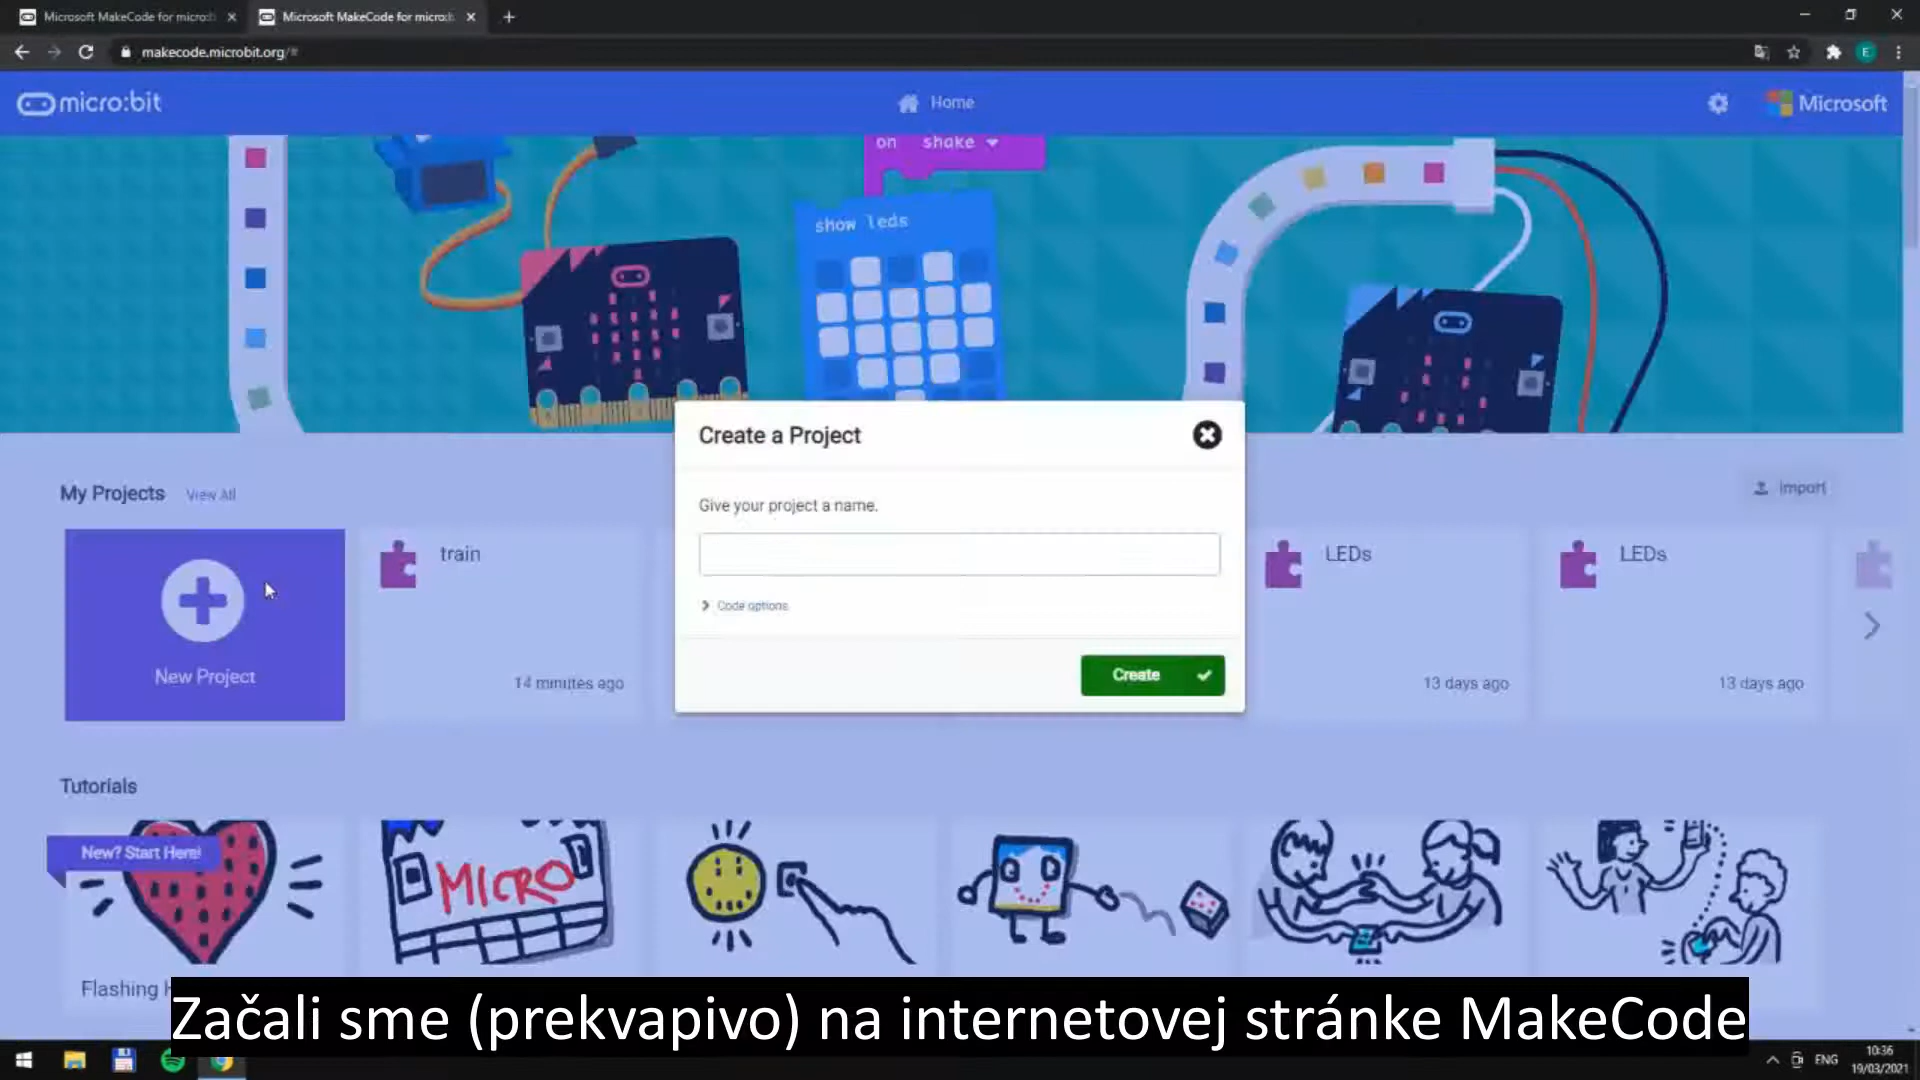 Microsoft MakeCode for micro:b
Microsoft MakeCode for micro:b
makecode.microbit.org/#
E
micro:bit
Home
Microsoft
on shake
show leds
Create a Project
Give your project a name.
Code options
Create
My Projects
View All
Import
New Project
train
14 minutes ago
LEDs
13 days ago
LEDs
13 days ago
Tutorials
New? Start Here!
MICRO
Flashing
Začali sme (prekvapivo) na internetovej stránke MakeCode
ENG
10:36
19/03/2021